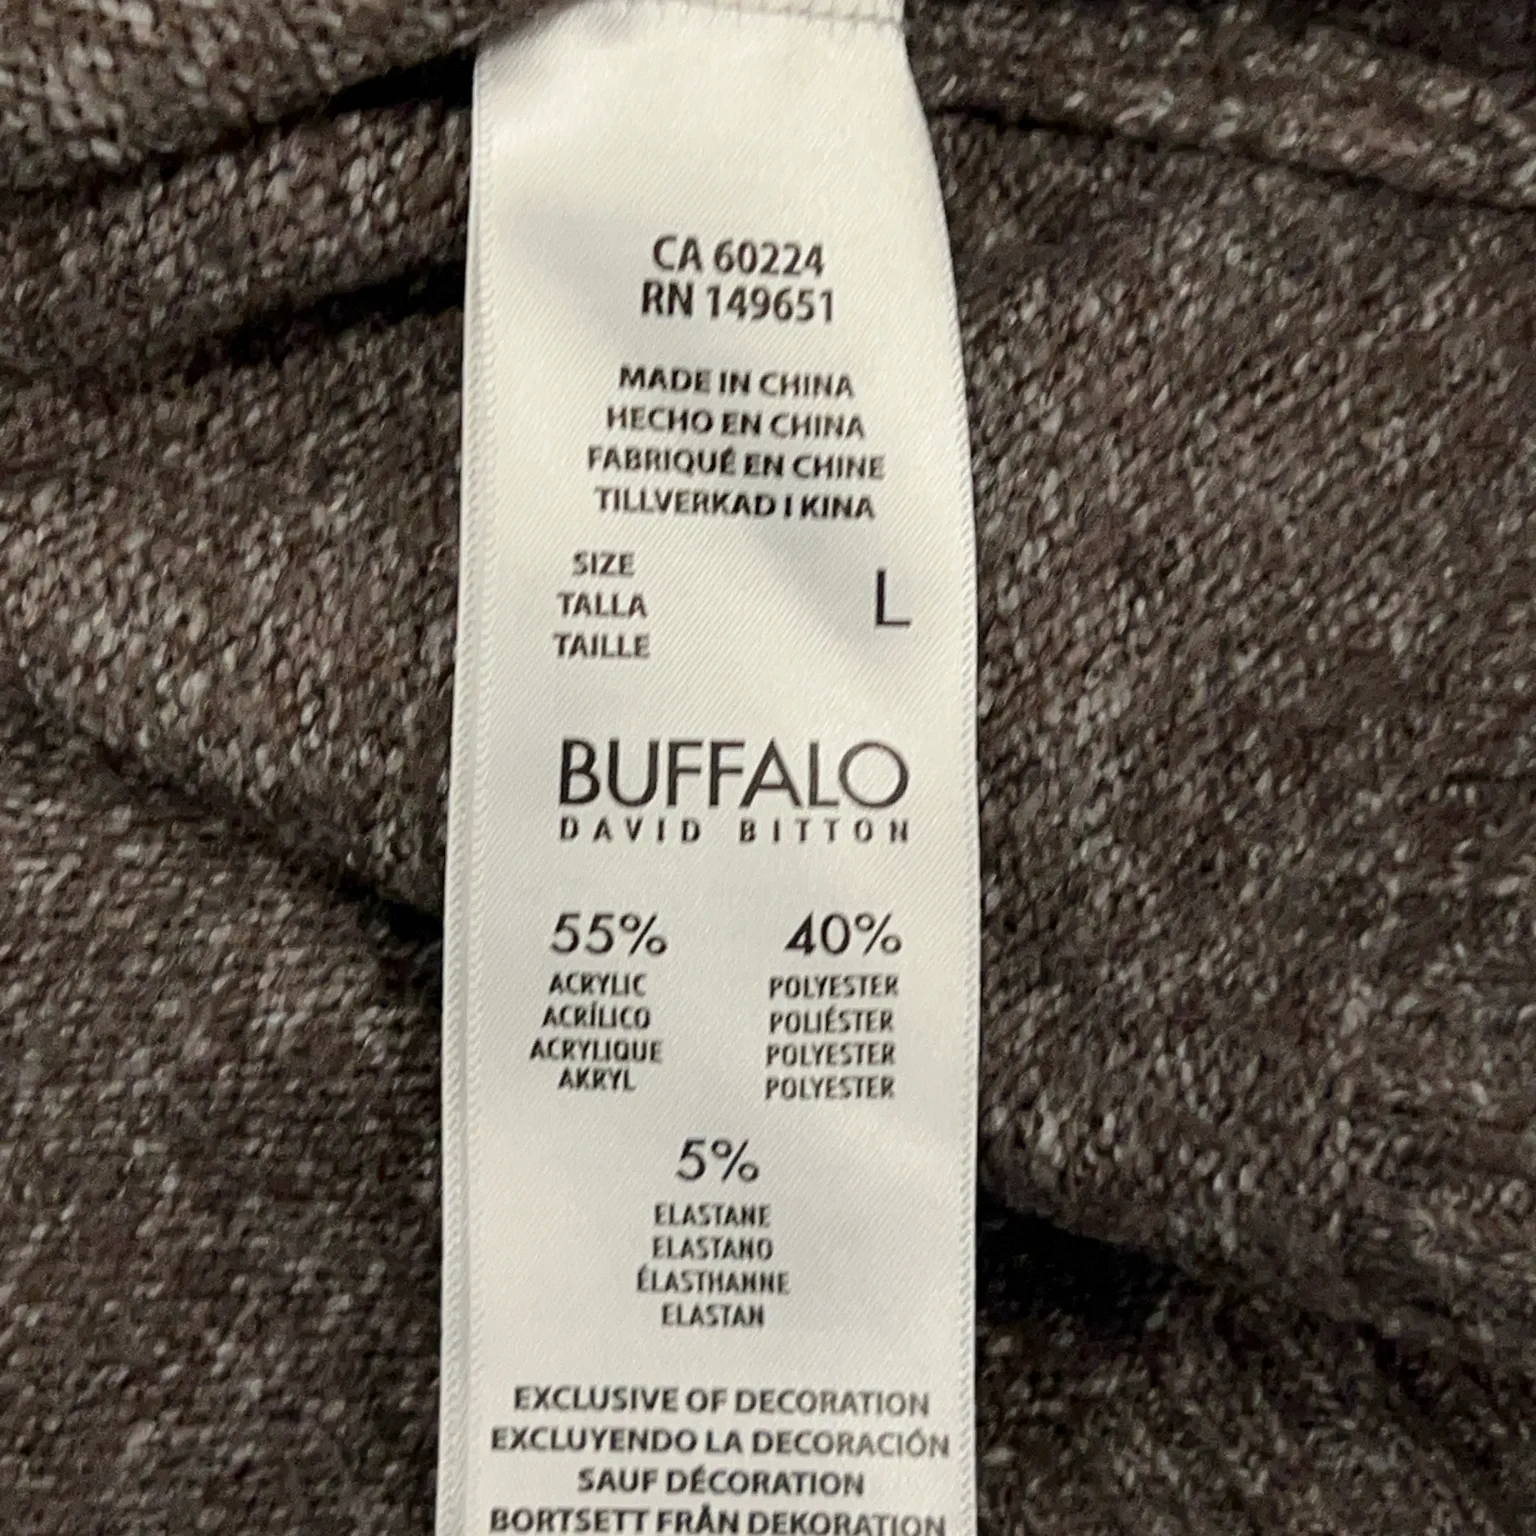 CA 60224
RN 149651
MADE IN CHINA
HECHO EN CHINA
FABRIQUÉ EN CHINE
TILLVERKAD I KINA
SIZE
TALLA
TAILLE
L
BUFFALO
DAVID BITTON
55%
ACRYLIC
ACRÍLICO
ACRYLIQUE
AKRYL
40%
POLYESTER
POLIÉSTER
POLYESTER
POLYESTER
5%
ELASTANE
ELASTANO
ÉLASTHANNE
ELASTAN
EXCLUSIVE OF DECORATION
EXCLUYENDO LA DECORACIÓN
SAUF DÉCORATION
BORTSETT FRÅN DEKORATION